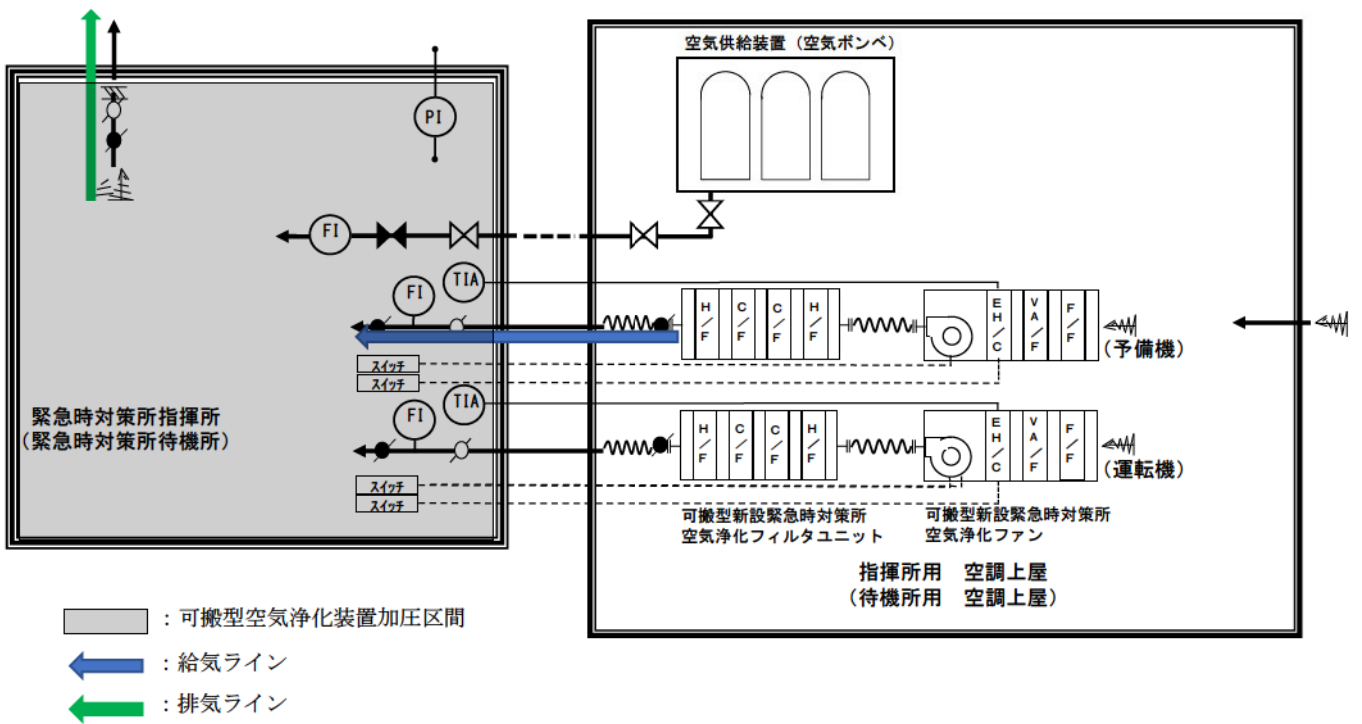 空気供給装置（空気ボンベ）
PI
FI
TIA
FI
H/F
C/F
C/F
H/F
EH/C
VA/F
F/F
（予備機）
スイッチ
スイッチ
緊急時対策所指揮所
（緊急時対策所待機所）
TIA
FI
H/F
C/F
C/F
H/F
EH/C
VA/F
F/F
（運転機）
スイッチ
スイッチ
可搬型新設緊急時対策所
空気浄化フィルタユニット
可搬型新設緊急時対策所
空気浄化ファン
指揮所用　空調上屋
（待機所用　空調上屋）
：可搬型空気浄化装置加圧区間
：給気ライン
：排気ライン